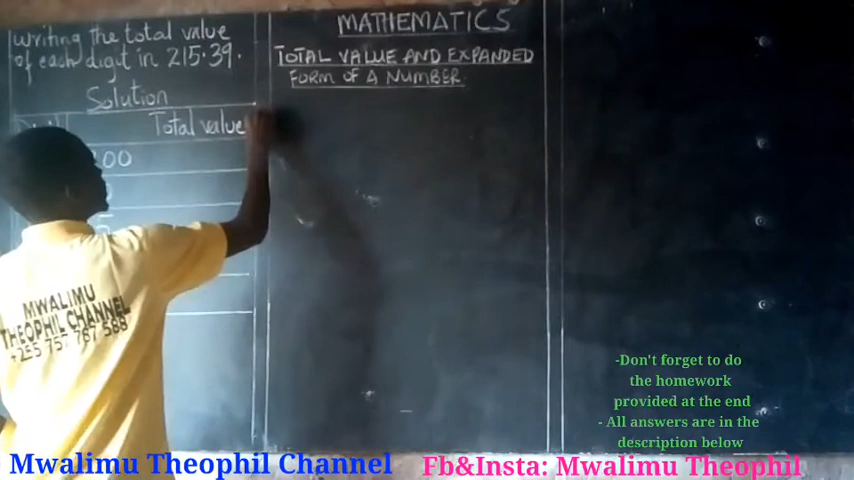 Writing the total value
of each digit in 215.39.
Solution
Total value
00
MATHEMATICS
TOTAL VALUE AND EXPANDED
FORM OF A NUMBER
MWALIMU
THEOPHIL CHANNEL
+255 757 787 588
-Don't forget to do
the homework
provided at the end
- All answers are in the
description below
Mwalimu Theophil Channel
Fb&Insta: Mwalimu Theophil